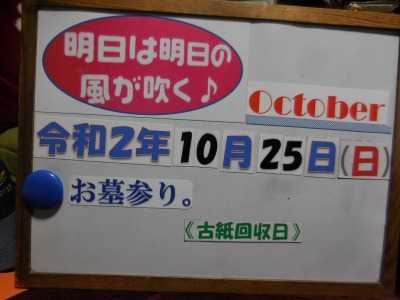 明日は明日の
風が吹く♪
October
令和2年10月25日(日)
お墓参り。
《古紙回収日》